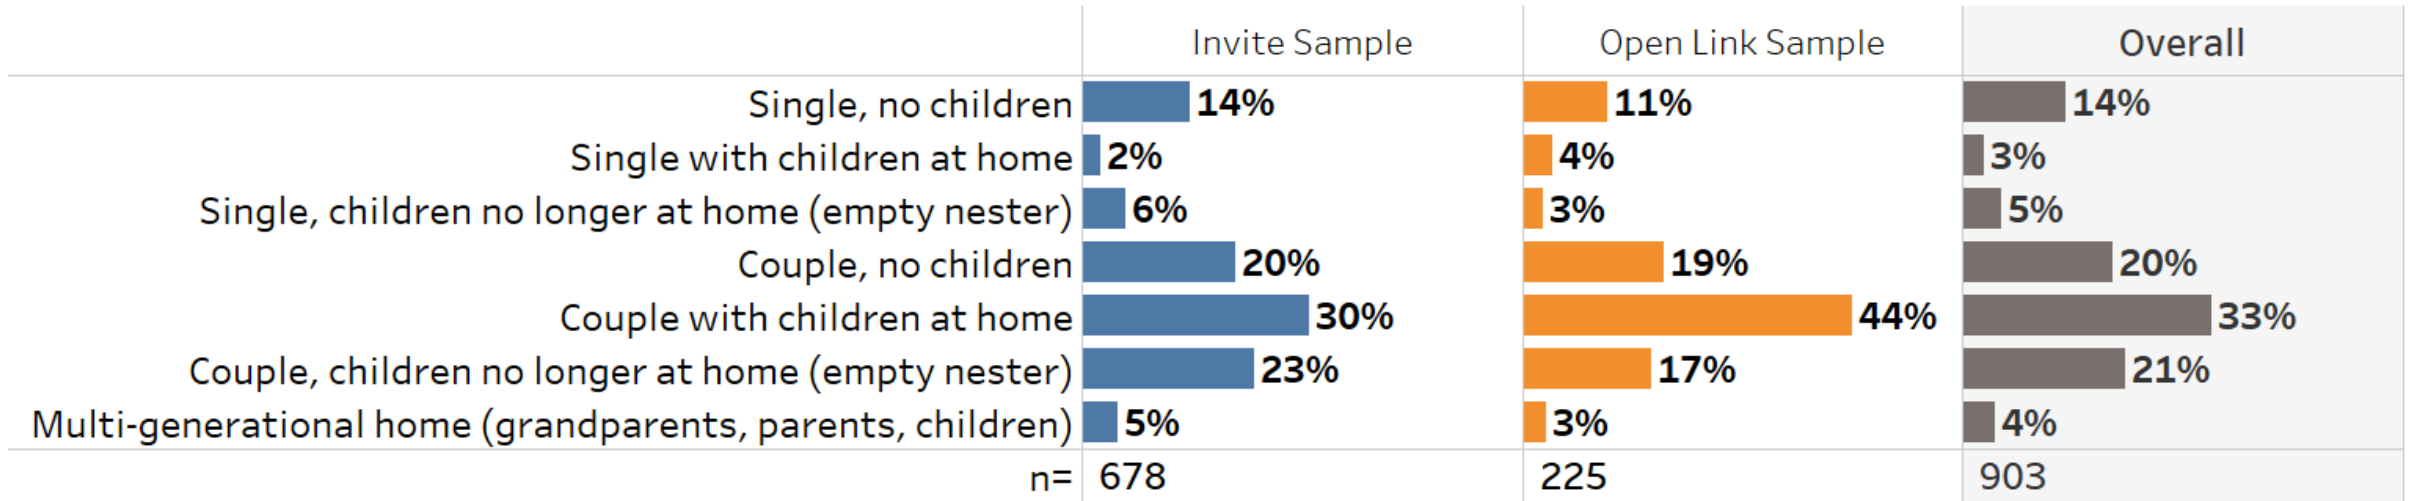 Invite Sample Open Link Sample Overall
Single, no children 14% 11% 14%
Single with children at home 2% 4% 3%
Single, children no longer at home (empty nester) 6% 3% 5%
Couple, no children 20% 19% 20%
Couple with children at home 30% 44% 33%
Couple, children no longer at home (empty nester) 23% 17% 21%
Multi-generational home (grandparents, parents, children) 5% 3% 4%
n= 678 225 903